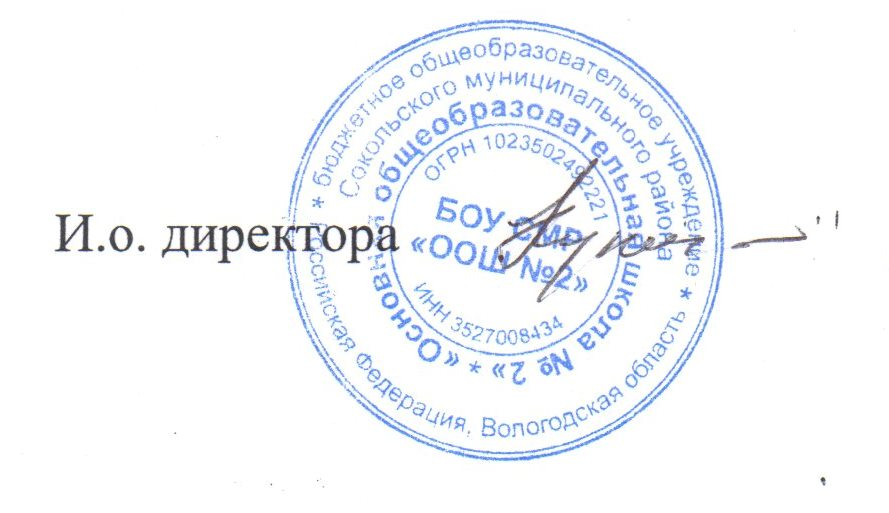 И.о. директора
* бюджетное общеобразовательное учреждение *
Сокольского муниципального района
«Основная общеобразовательная школа № 2» *
ОГРН 1023502492221
БОУ СМР
«ООШ №2»
ИНН 3527008434
Российская Федерация, Вологодская область